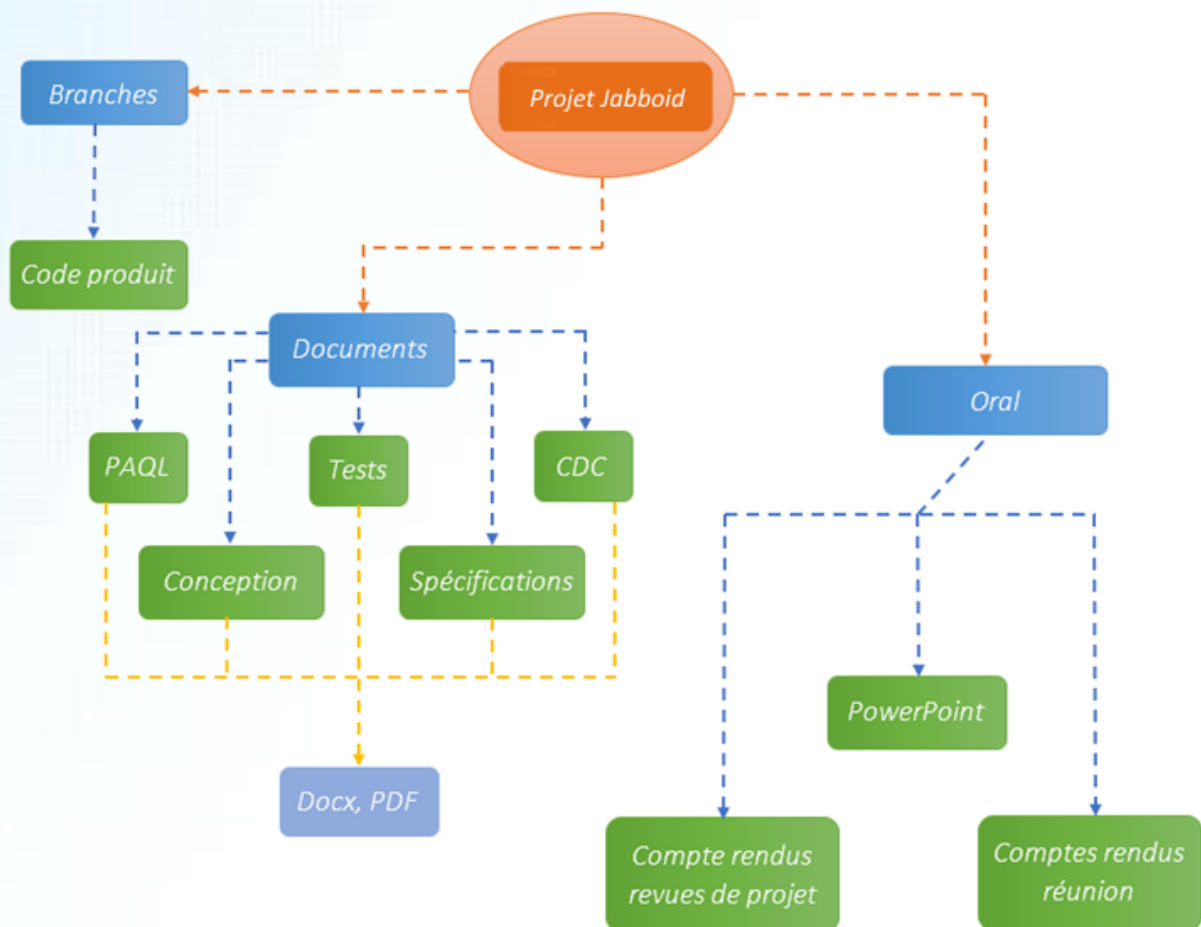 Branches
Projet Jabboid
Code produit
Documents
Oral
PAQL
Tests
CDC
Conception
Spécifications
PowerPoint
Docx, PDF
Compte rendus
revues de projet
Comptes rendus
réunion